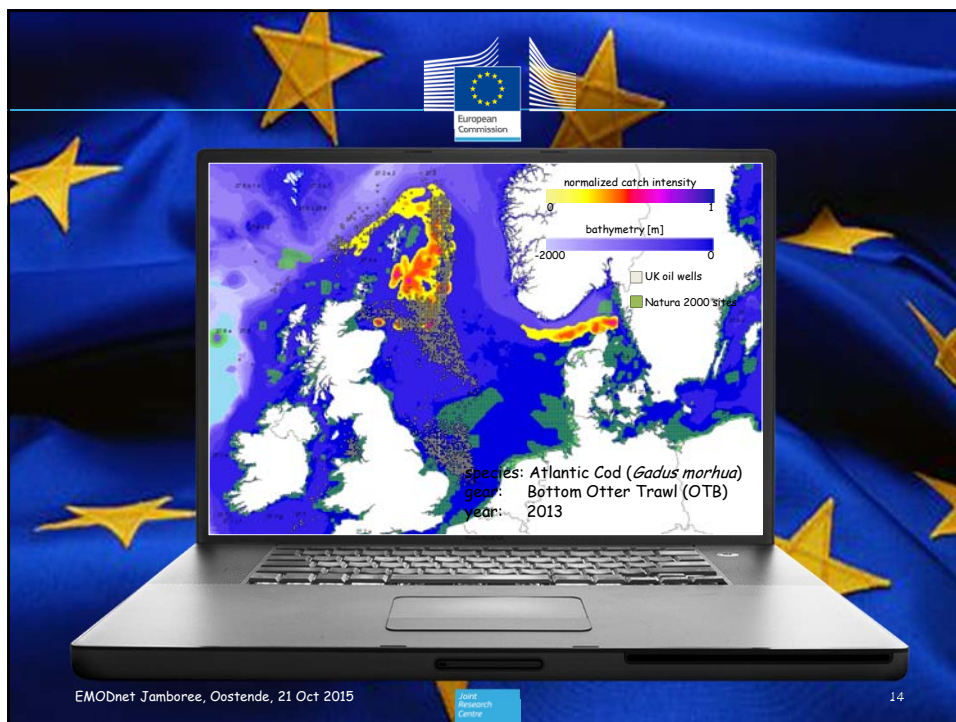 European
Commission
normalized catch intensity
0 1
bathymetry [m]
-2000 0
UK oil wells
Natura 2000 sites
species: Atlantic Cod (Gadus morhua)
gear: Bottom Otter Trawl (OTB)
year: 2013
EMODnet Jamboree, Oostende, 21 Oct 2015
Joint
Research
Centre
14